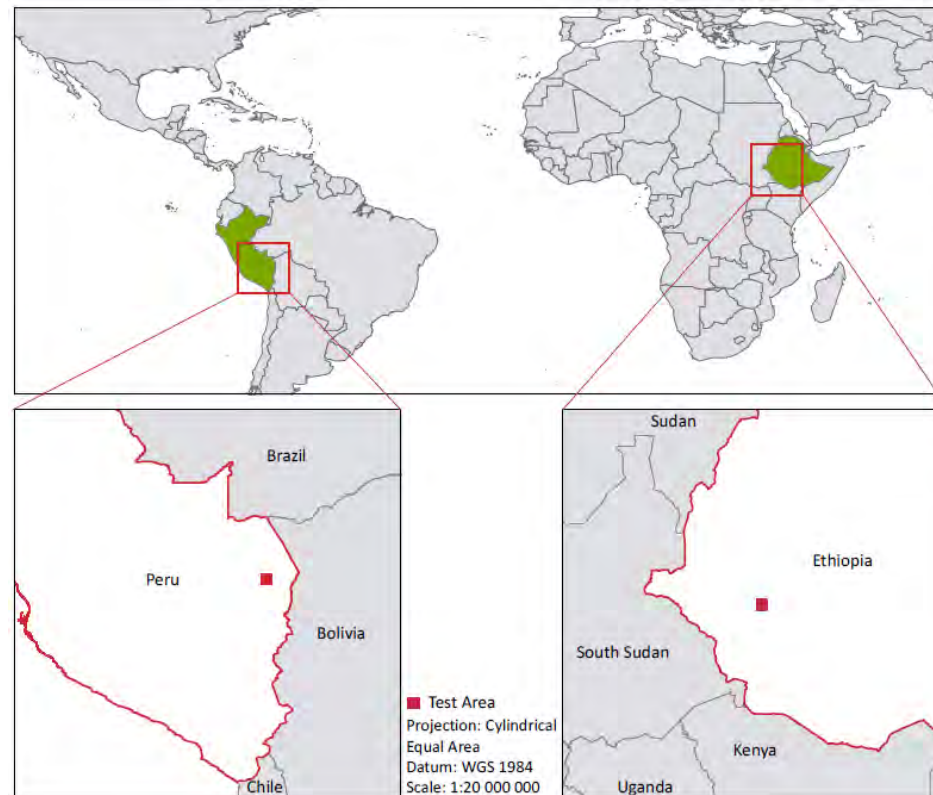 Brazil
Peru
Bolivia
Chile
Test Area
Projection: Cylindrical
Equal Area
Datum: WGS 1984
Scale: 1:20 000 000
Sudan
Ethiopia
South Sudan
Kenya
Uganda